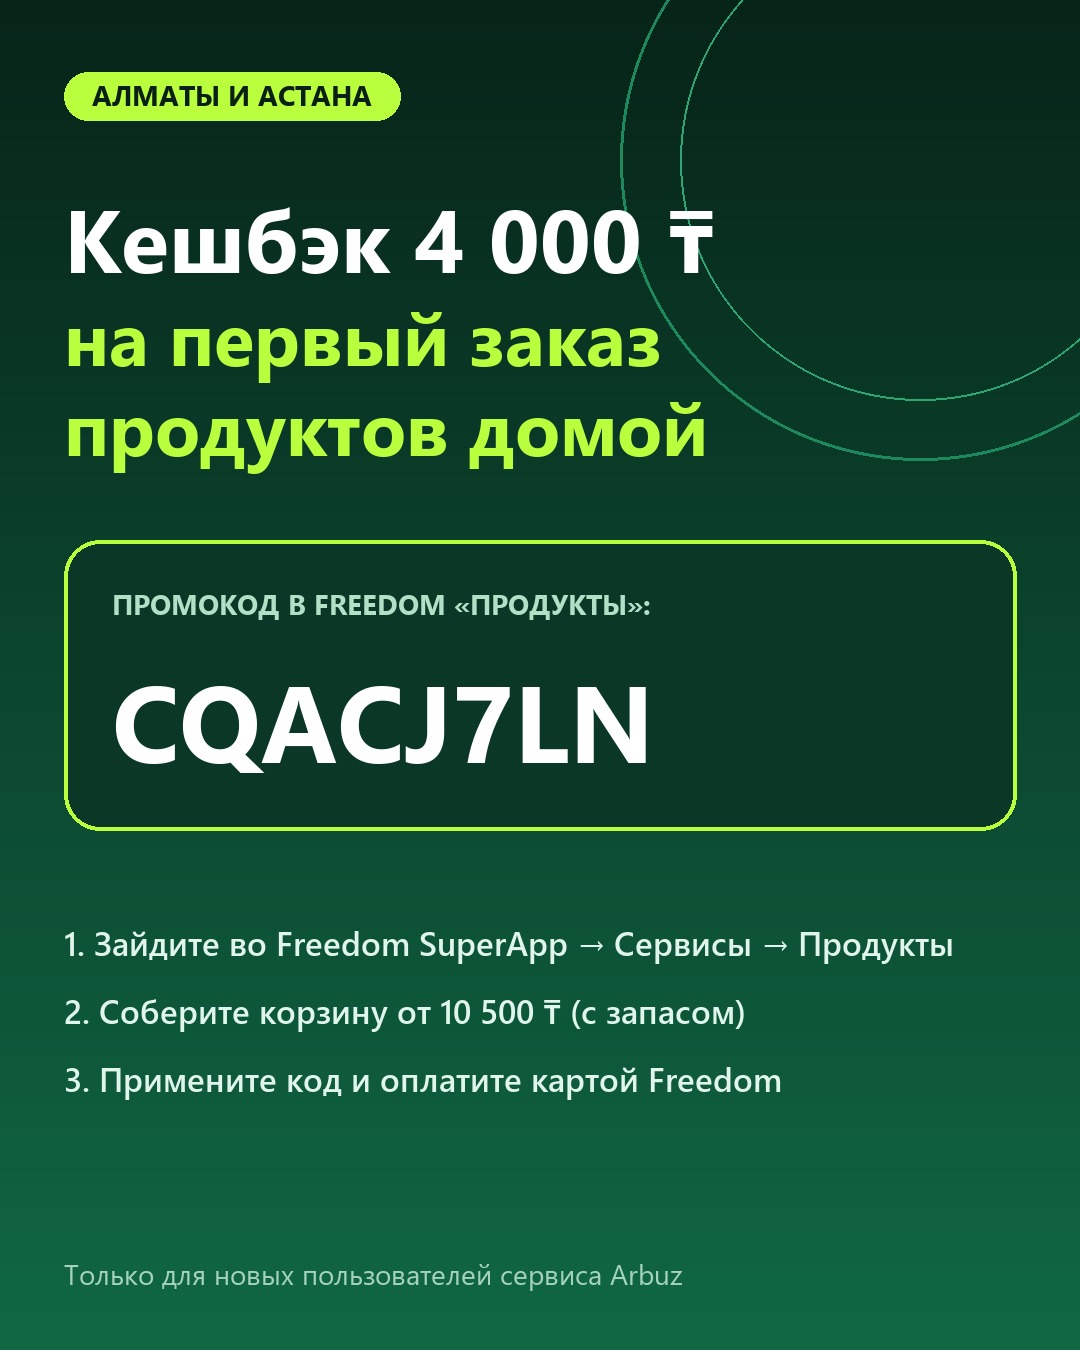 АЛМАТЫ И АСТАНА
Кешбэк 4 000 ₸
на первый заказ
продуктов домой
ПРОМОКОД В FREEDOM «ПРОДУКТЫ»:
CQACJ7LN
1. Зайдите во Freedom SuperApp → Сервисы → Продукты
2. Соберите корзину от 10 500 ₸ (с запасом)
3. Примените код и оплатите картой Freedom
Только для новых пользователей сервиса Arbuz